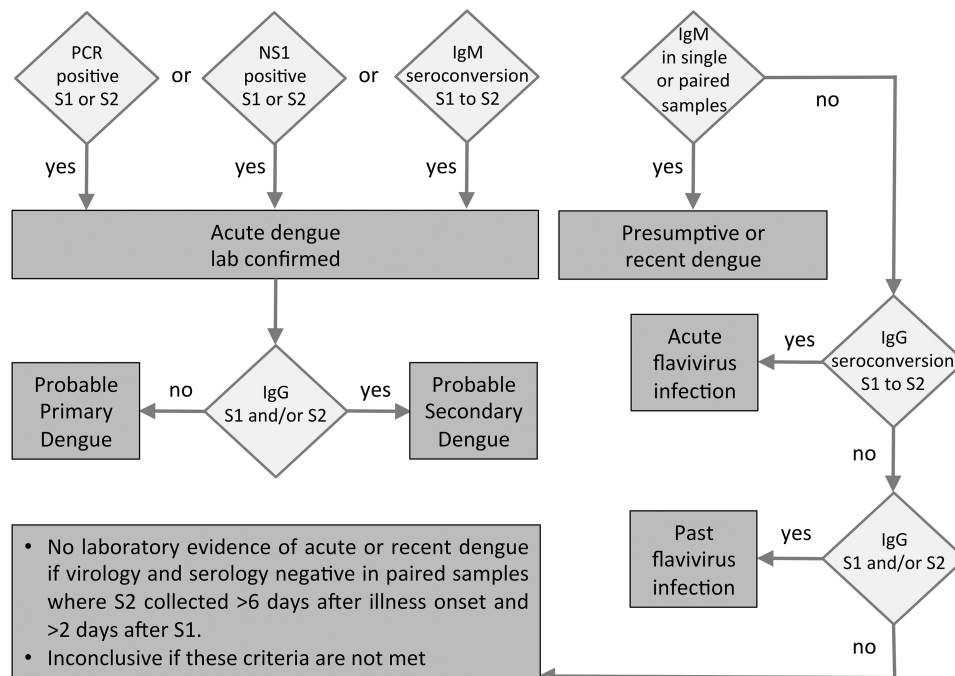 PCR
positive
S1 or S2
or
NS1
positive
S1 or S2
or
IgM
seroconversion
S1 to S2
IgM
in single
or paired
samples
no
yes
yes
yes
yes
Acute dengue
lab confirmed
Presumptive or
recent dengue
Probable
Primary
Dengue
no
IgG
S1 and/or S2
yes
Probable
Secondary
Dengue
Acute
flavivirus
infection
yes
IgG
seroconversion
S1 to S2
no
Past
flavivirus
infection
yes
IgG
S1 and/or S2
no
• No laboratory evidence of acute or recent dengue
if virology and serology negative in paired samples
where S2 collected >6 days after illness onset and
>2 days after S1.
• Inconclusive if these criteria are not met